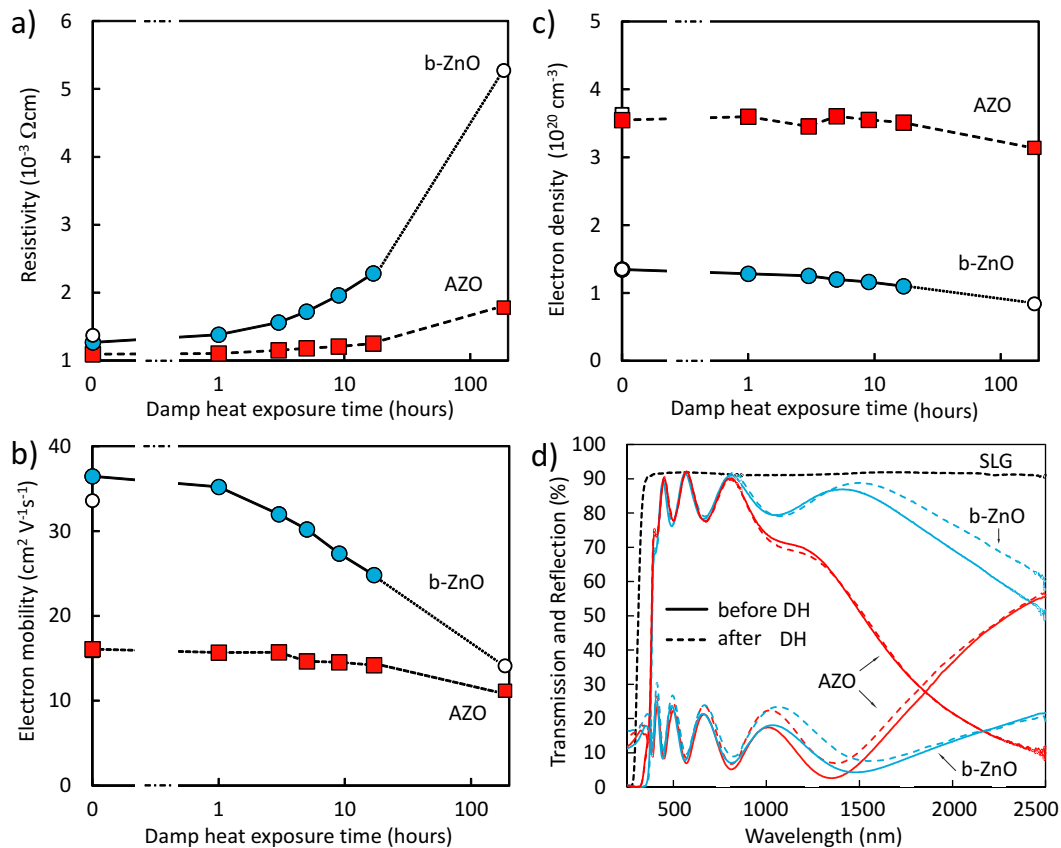 a)
Resistivity (10⁻³ Ωcm)
6
5
4
3
2
1
b-ZnO
AZO
0
1
10
100
Damp heat exposure time (hours)
c)
Electron density (10²⁰ cm⁻³)
5
4
3
2
1
0
AZO
b-ZnO
0
1
10
100
Damp heat exposure time (hours)
b)
Electron mobility (cm² V⁻¹s⁻¹)
40
30
20
10
0
b-ZnO
AZO
0
1
10
100
Damp heat exposure time (hours)
d)
Transmission and Reflection (%)
100
90
80
70
60
50
40
30
20
10
0
SLG
b-ZnO
before DH
after DH
AZO
b-ZnO
500
1000
1500
2000
2500
Wavelength (nm)